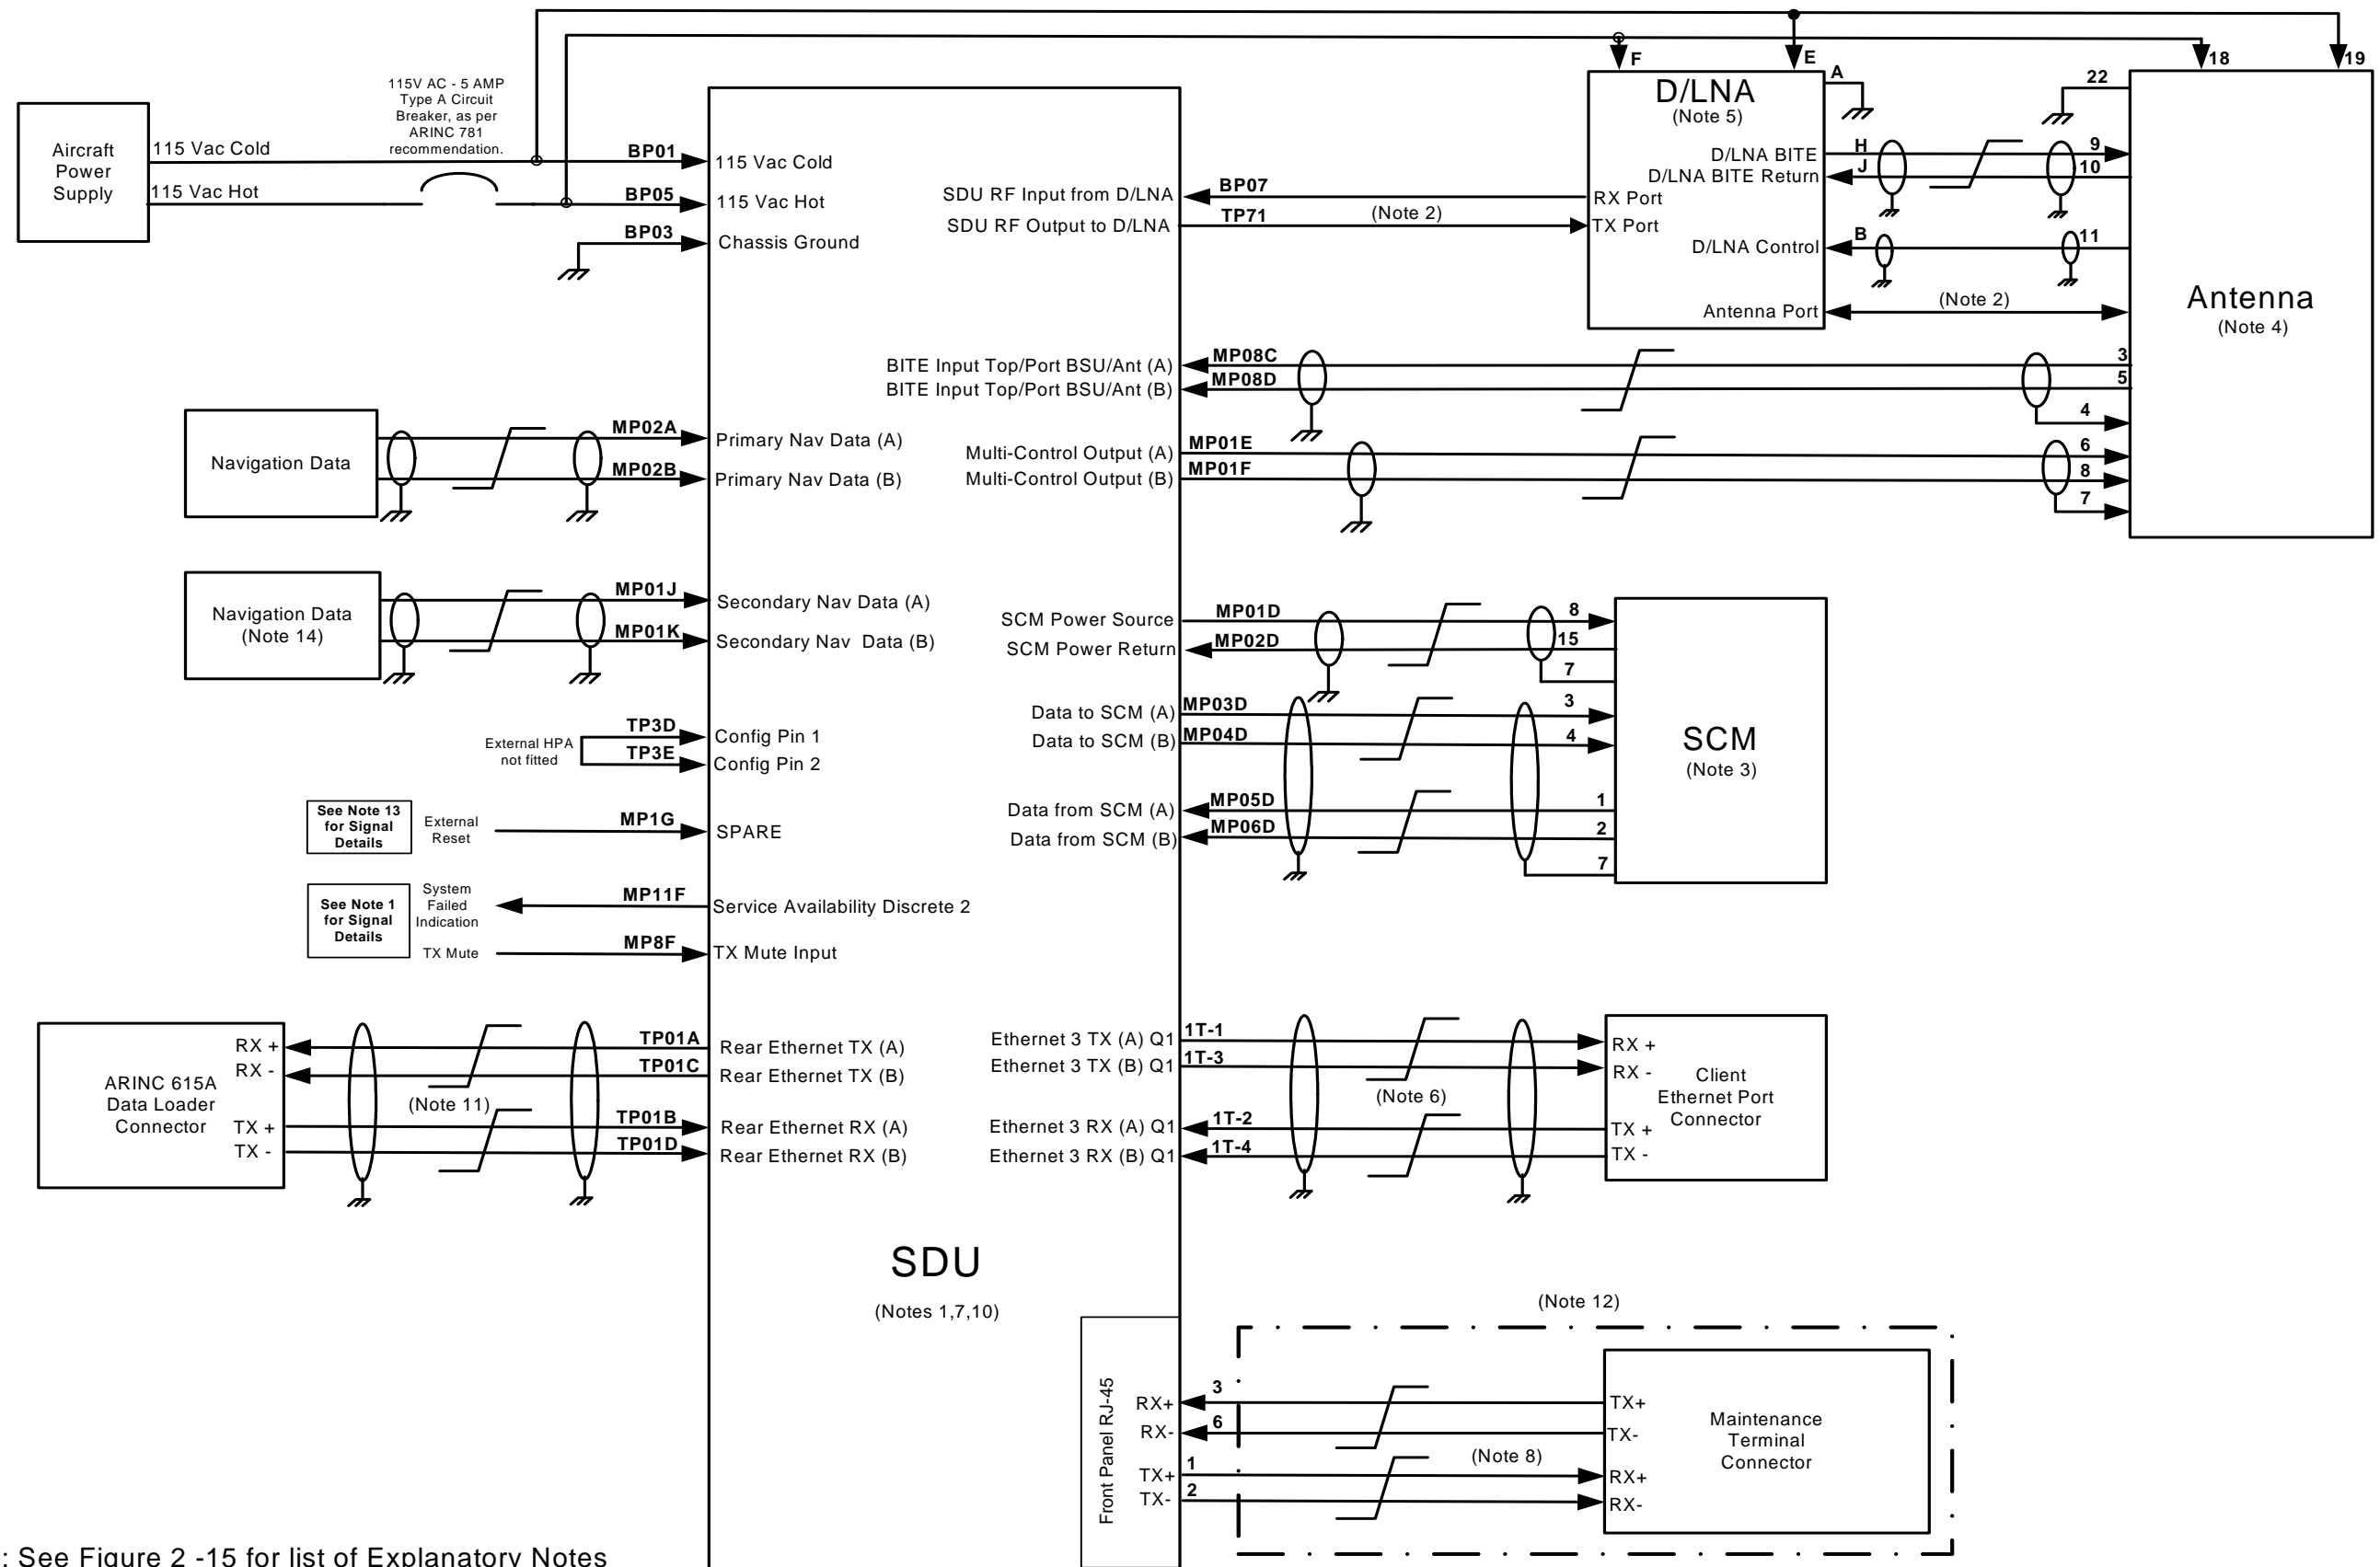 F
E
18
19
115V AC - 5 AMP
Type A Circuit
Breaker, as per
ARINC 781
recommendation.
Aircraft
Power
Supply
115 Vac Cold
115 Vac Hot
BP01
115 Vac Cold
BP05
115 Vac Hot
BP03
Chassis Ground
D/LNA
(Note 5)
A
22
D/LNA BITE
H
9
D/LNA BITE Return
J
10
SDU RF Input from D/LNA
BP07
RX Port
SDU RF Output to D/LNA
TP71
(Note 2)
TX Port
D/LNA Control
B
11
Antenna Port
(Note 2)
Antenna
(Note 4)
BITE Input Top/Port BSU/Ant (A)
MP08C
3
BITE Input Top/Port BSU/Ant (B)
MP08D
5
4
Navigation Data
MP02A
Primary Nav Data (A)
MP02B
Primary Nav Data (B)
Multi-Control Output (A)
MP01E
6
Multi-Control Output (B)
MP01F
8
7
Navigation Data
(Note 14)
MP01J
Secondary Nav Data (A)
MP01K
Secondary Nav  Data (B)
SCM Power Source
MP01D
8
SCM Power Return
MP02D
15
7
Data to SCM (A)
MP03D
3
Data to SCM (B)
MP04D
4
SCM
(Note 3)
Data from SCM (A)
MP05D
1
Data from SCM (B)
MP06D
2
7
External HPA
not fitted
TP3D
Config Pin 1
TP3E
Config Pin 2
See Note 13
for Signal
Details
External
Reset
MP1G
SPARE
See Note 1
for Signal
Details
System
Failed
Indication
MP11F
Service Availability Discrete 2
TX Mute
MP8F
TX Mute Input
ARINC 615A
Data Loader
Connector
RX +
TP01A
Rear Ethernet TX (A)
RX -
TP01C
Rear Ethernet TX (B)
(Note 11)
TX +
TP01B
Rear Ethernet RX (A)
TX -
TP01D
Rear Ethernet RX (B)
Ethernet 3 TX (A) Q1
1T-1
RX +
Ethernet 3 TX (B) Q1
1T-3
RX -
(Note 6)
Client
Ethernet Port
Connector
Ethernet 3 RX (A) Q1
1T-2
TX +
Ethernet 3 RX (B) Q1
1T-4
TX -
SDU
(Notes 1,7,10)
(Note 12)
Front Panel RJ-45
RX+
3
TX+
RX-
6
TX-
(Note 8)
TX+
1
RX+
TX-
2
RX-
Maintenance
Terminal
Connector
: See Figure 2 -15 for list of Explanatory Notes